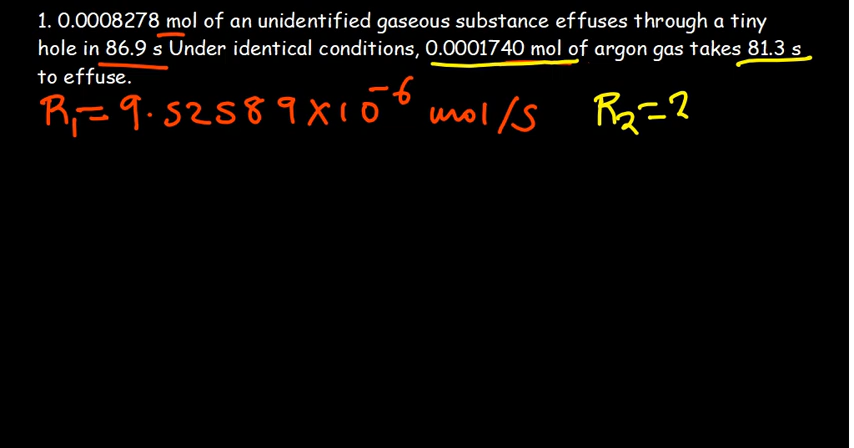 1. 0.0008278 mol of an unidentified gaseous substance effuses through a tiny
hole in 86.9 s Under identical conditions, 0.0001740 mol of argon gas takes 81.3 s
to effuse.
R₁ = 9.52589 × 10⁻⁶ mol/s R₂ = ?